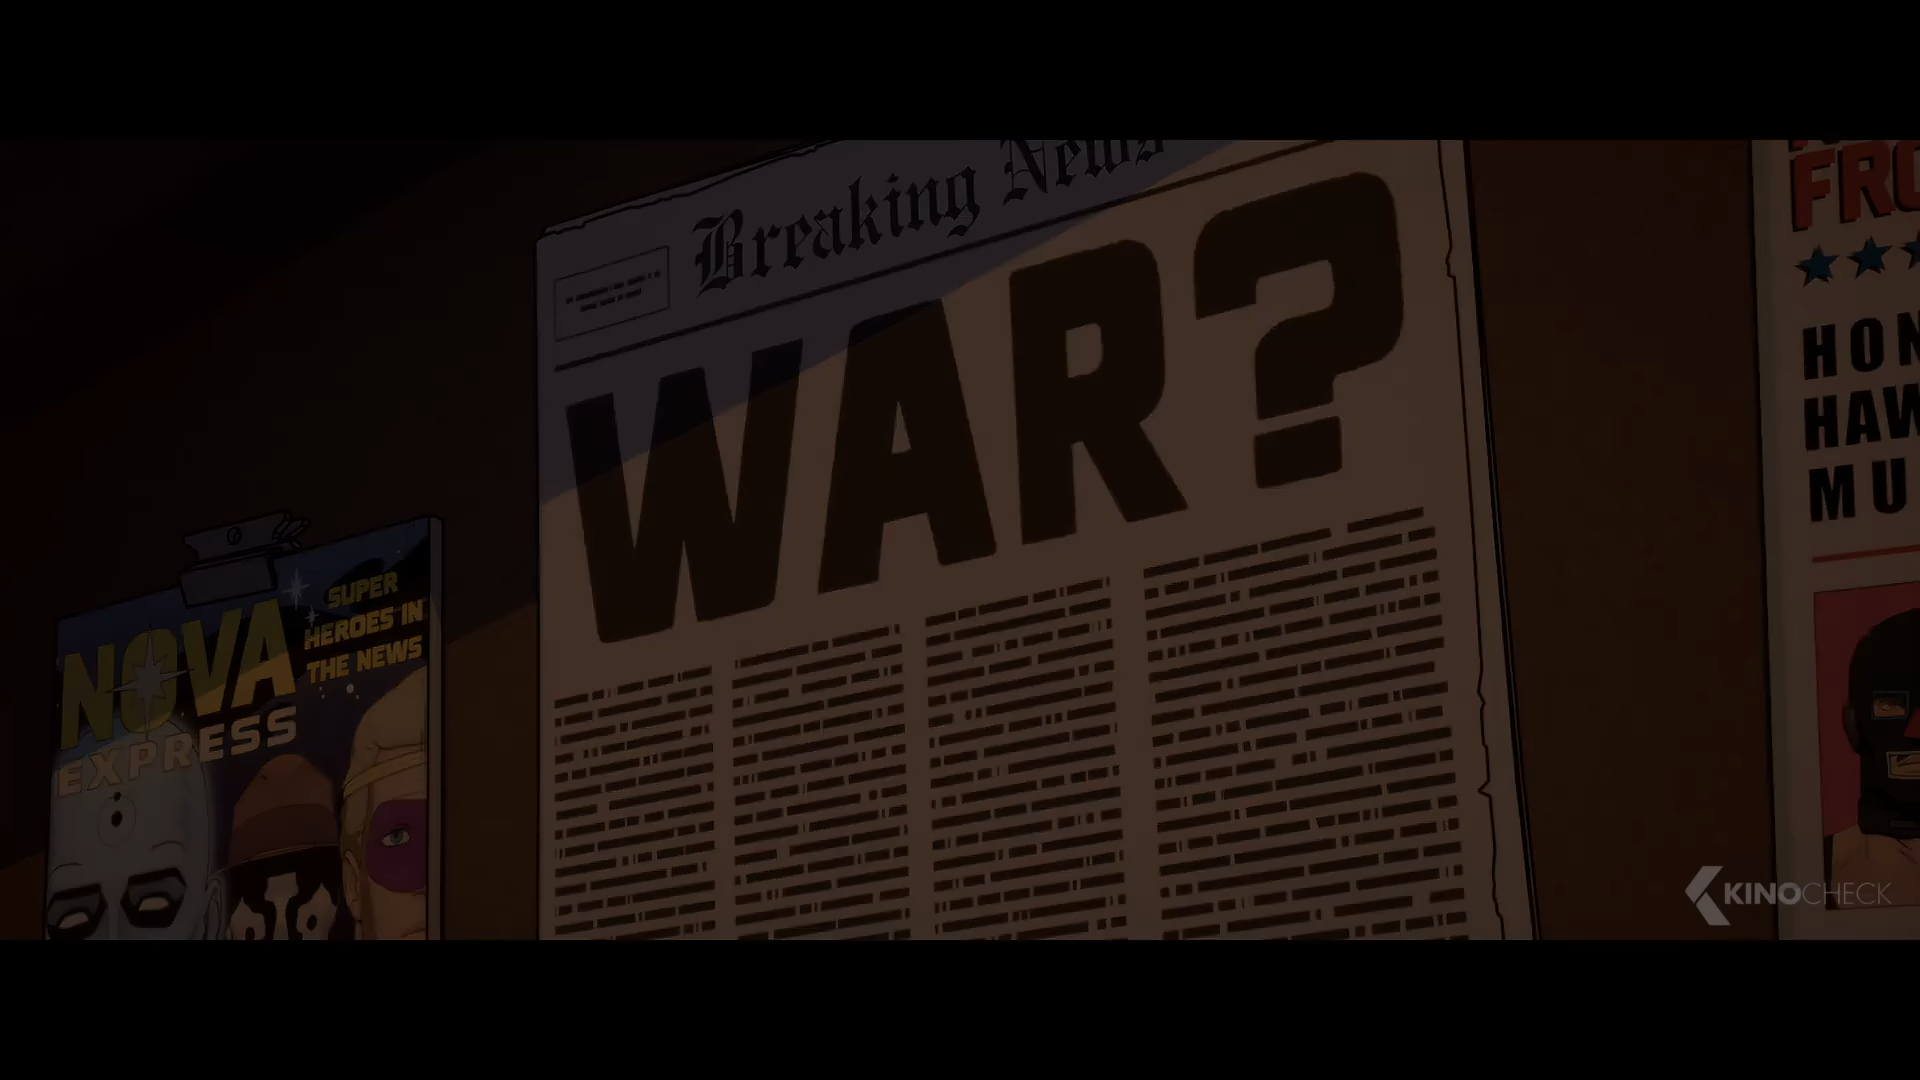 Breaking News
WAR?
NOVA
EXPRESS
SUPER
HEROES IN
THE NEWS
FRO
HON
HAW
MU
KINOCHECK